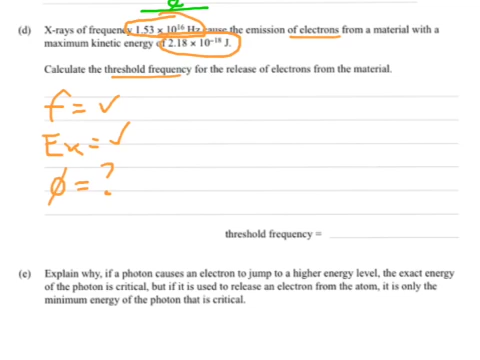 (d) X-rays of frequency 1.53 × 10¹⁶ Hz cause the emission of electrons from a material with a
maximum kinetic energy of 2.18 × 10⁻¹⁸ J.
Calculate the threshold frequency for the release of electrons from the material.
f = ✓
Ek = ✓
ϕ = ?
threshold frequency =
(e) Explain why, if a photon causes an electron to jump to a higher energy level, the exact energy
of the photon is critical, but if it is used to release an electron from the atom, it is only the
minimum energy of the photon that is critical.